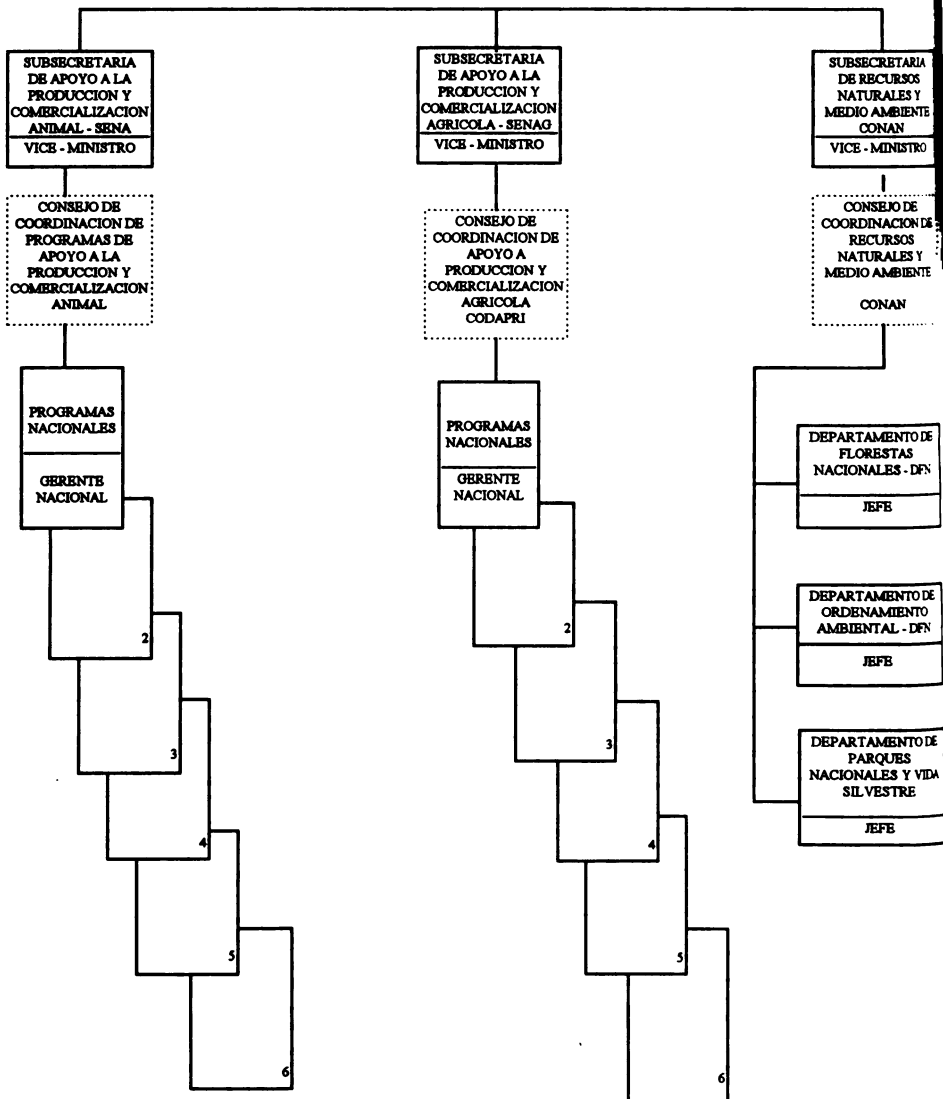 SUBSECRETARIA
DE APOYO A LA
PRODUCCION Y
COMERCIALIZACION
ANIMAL - SENA
VICE - MINISTRO
CONSEJO DE
COORDINACION DE
PROGRAMAS DE
APOYO A LA
PRODUCCION Y
COMERCIALIZACION
ANIMAL
PROGRAMAS
NACIONALES
GERENTE
NACIONAL
2
3
4
5
6
SUBSECRETARIA
DE APOYO A LA
PRODUCCION Y
COMERCIALIZACION
AGRICOLA - SENAG
VICE - MINISTRO
CONSEJO DE
COORDINACION DE
APOYO A
PRODUCCION Y
COMERCIALIZACION
AGRICOLA
CODAPRI
PROGRAMAS
NACIONALES
GERENTE
NACIONAL
2
3
4
5
6
SUBSECRETARIA
DE RECURSOS
NATURALES Y
MEDIO AMBIENTE
CONAN
VICE - MINISTRO
CONSEJO DE
COORDINACION DE
RECURSOS
NATURALES Y
MEDIO AMBIENTE
CONAN
DEPARTAMENTO DE
FLORESTAS
NACIONALES - DFN
JEFE
DEPARTAMENTO DE
ORDENAMIENTO
AMBIENTAL - DFN
JEFE
DEPARTAMENTO DE
PARQUES
NACIONALES Y VIDA
SILVESTRE
JEFE